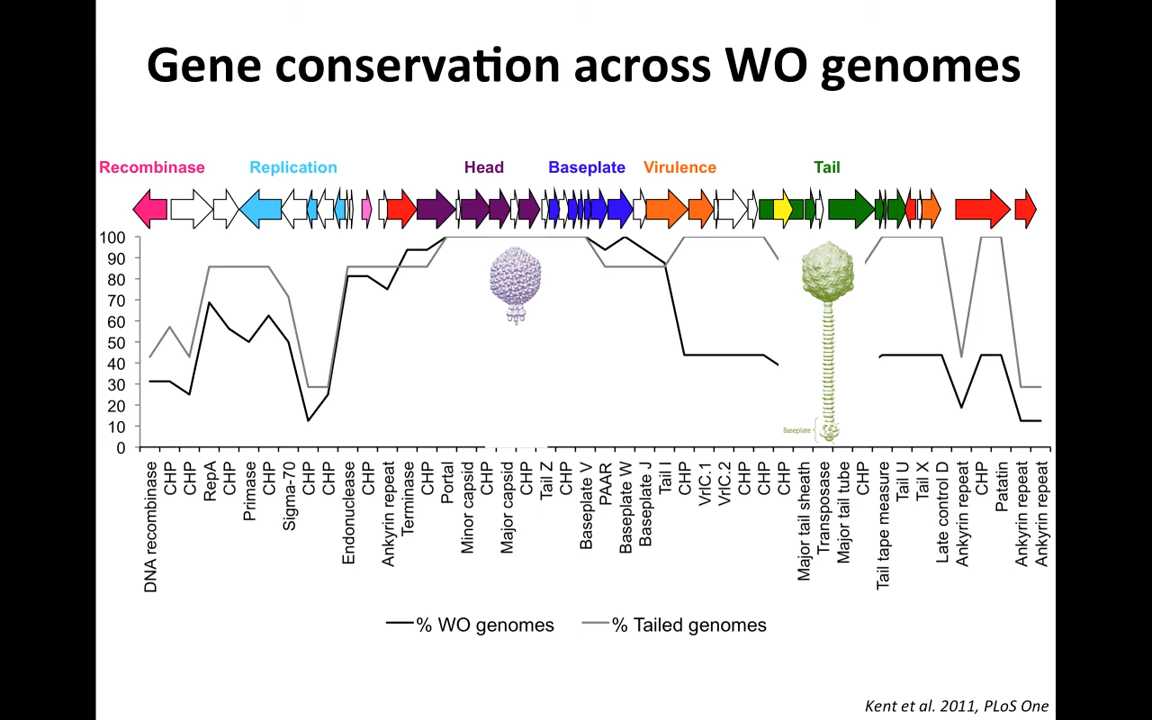 Gene conservation across WO genomes
Recombinase Replication Head Baseplate Virulence Tail
100
90
80
70
60
50
40
30
20
10
0
Baseplate
DNA recombinase
CHP
CHP
RepA
CHP
Primase
CHP
Sigma-70
CHP
CHP
Endonuclease
CHP
Ankyrin repeat
Terminase
CHP
Portal
Minor capsid
CHP
Major capsid
CHP
Tail Z
CHP
Baseplate V
PAAR
Baseplate W
Baseplate J
Tail I
CHP
VrlC.1
VrlC.2
CHP
CHP
CHP
Major tail sheath
Transposase
Major tail tube
CHP
Tail tape measure
Tail U
Tail X
Late control D
Ankyrin repeat
CHP
Patatin
Ankyrin repeat
Ankyrin repeat
% WO genomes % Tailed genomes
Kent et al. 2011, PLoS One